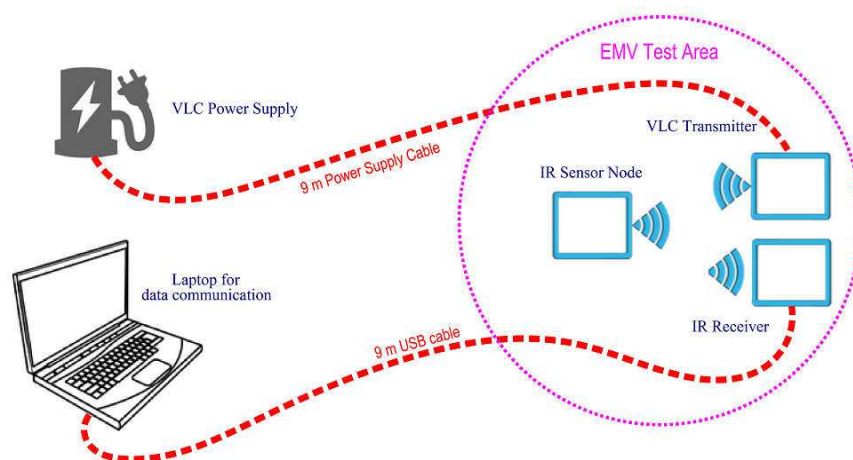 EMV Test Area
VLC Power Supply
VLC Transmitter
9 m Power Supply Cable
IR Sensor Node
Laptop for
data communication
IR Receiver
9 m USB cable